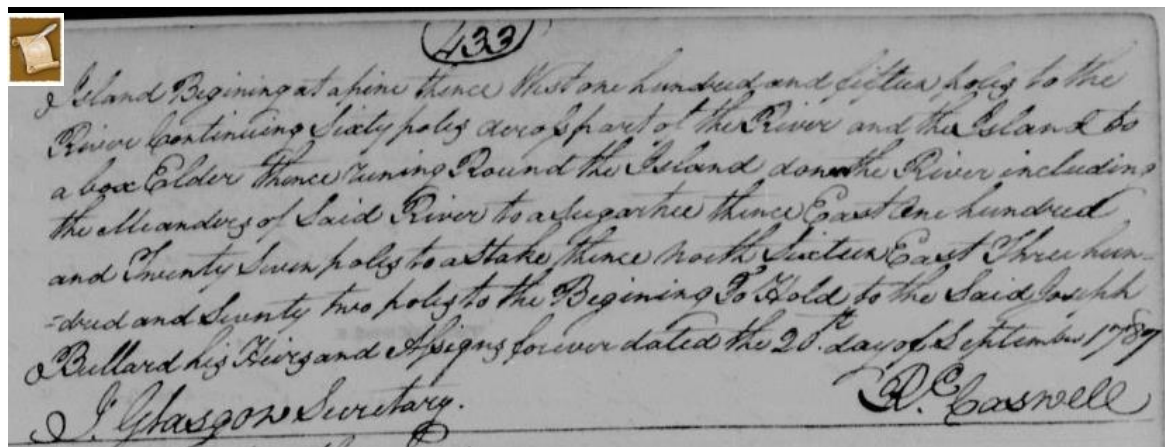 433
Island Begining at a pine thence West one hundred and fifteen poles to the
River Continuing Sixty poles across part of the River and the Island to
a box Elder thence runing Round the Island down the River including
the Meanders of Said River to a Sugartree thence East One hundred
and Twenty Seven poles to a Stake thence North Sixteen East Three hun-
=dred and Seventy two poles to the Begining To Hold to the Said Joseph
Bullard his Heirs and Assigns forever dated the 20th. day of September 1787
J. Glasgow Secretary.
Rd. Caswell